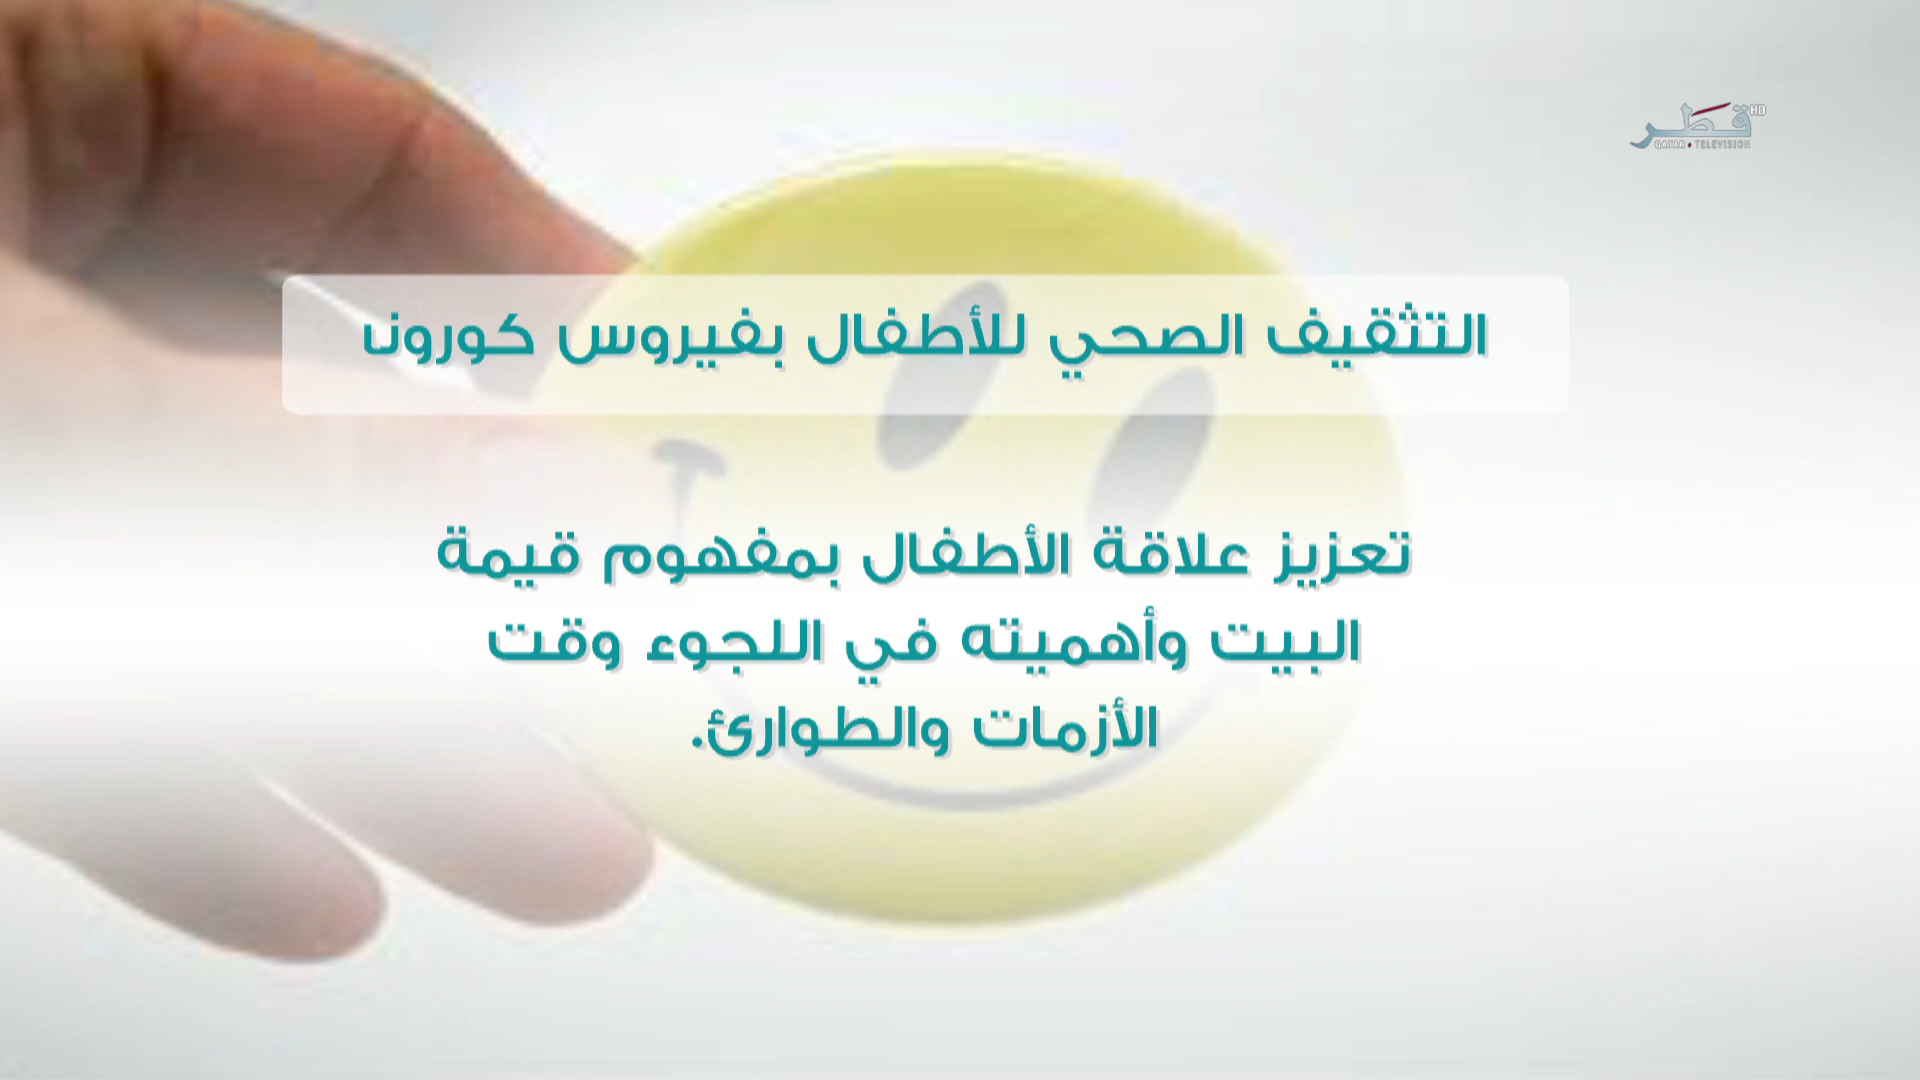 قطر HD
QATAR TELEVISION
التثقيف الصحي للأطفال بفيروس كورونا
تعزيز علاقة الأطفال بمفهوم قيمة
البيت وأهميته في اللجوء وقت
الأزمات والطوارئ.